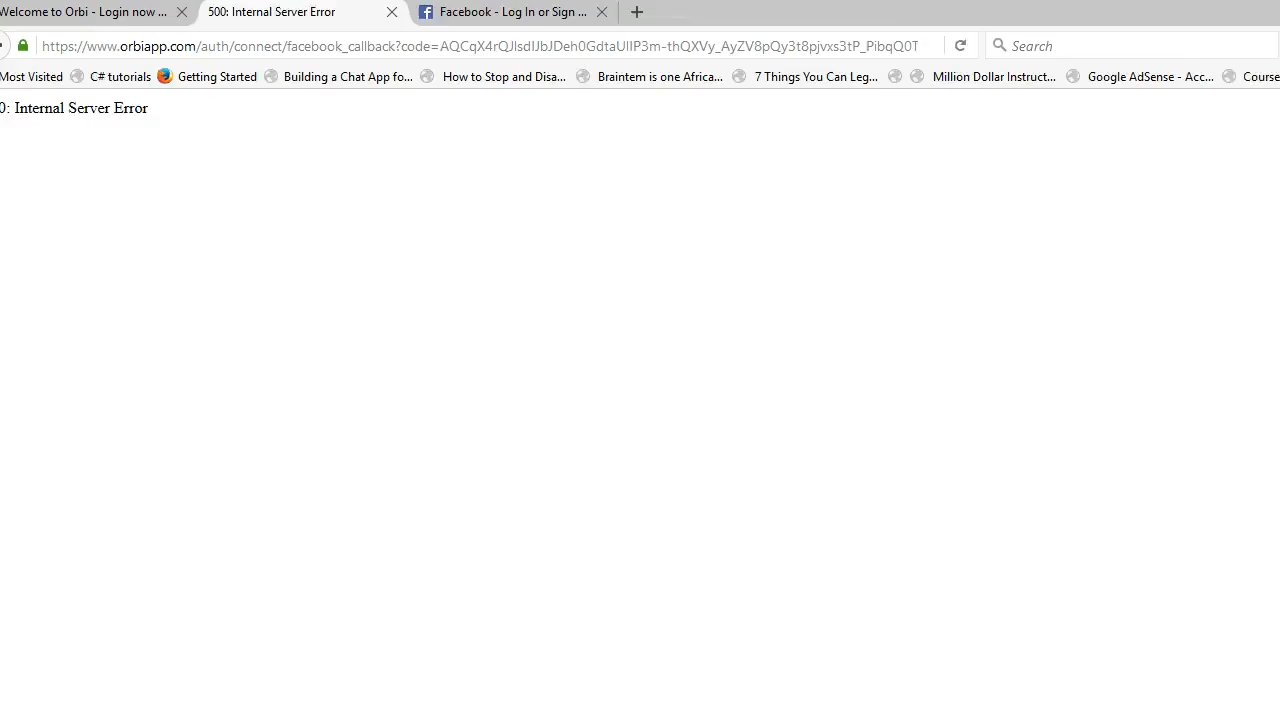 Welcome to Orbi - Login now ... 500: Internal Server Error Facebook - Log In or Sign ...
https://www.orbiapp.com/auth/connect/facebook_callback?code=AQCqX4rQJlsdIJbJDeh0GdtaUlIP3m-thQXVy_AyZV8pQy3t8pjvxs3tP_PibqQ0T Search
Most Visited C# tutorials Getting Started Building a Chat App fo... How to Stop and Disa... Braintem is one Africa... 7 Things You Can Leg... Million Dollar Instruct... Google AdSense - Acc... Course
0: Internal Server Error